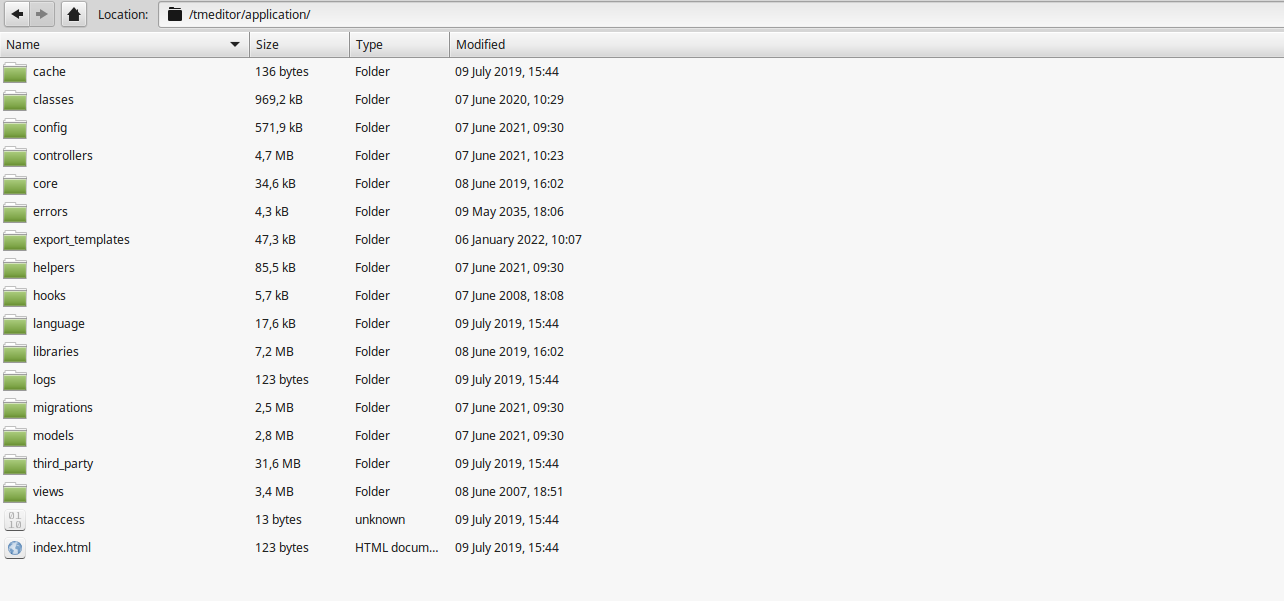 Location: /tmeditor/application/
Name Size Type Modified
cache 136 bytes Folder 09 July 2019, 15:44
classes 969,2 kB Folder 07 June 2020, 10:29
config 571,9 kB Folder 07 June 2021, 09:30
controllers 4,7 MB Folder 07 June 2021, 10:23
core 34,6 kB Folder 08 June 2019, 16:02
errors 4,3 kB Folder 09 May 2035, 18:06
export_templates 47,3 kB Folder 06 January 2022, 10:07
helpers 85,5 kB Folder 07 June 2021, 09:30
hooks 5,7 kB Folder 07 June 2008, 18:08
language 17,6 kB Folder 09 July 2019, 15:44
libraries 7,2 MB Folder 08 June 2019, 16:02
logs 123 bytes Folder 09 July 2019, 15:44
migrations 2,5 MB Folder 07 June 2021, 09:30
models 2,8 MB Folder 07 June 2021, 09:30
third_party 31,6 MB Folder 09 July 2019, 15:44
views 3,4 MB Folder 08 June 2007, 18:51
.htaccess 13 bytes unknown 09 July 2019, 15:44
index.html 123 bytes HTML docum... 09 July 2019, 15:44